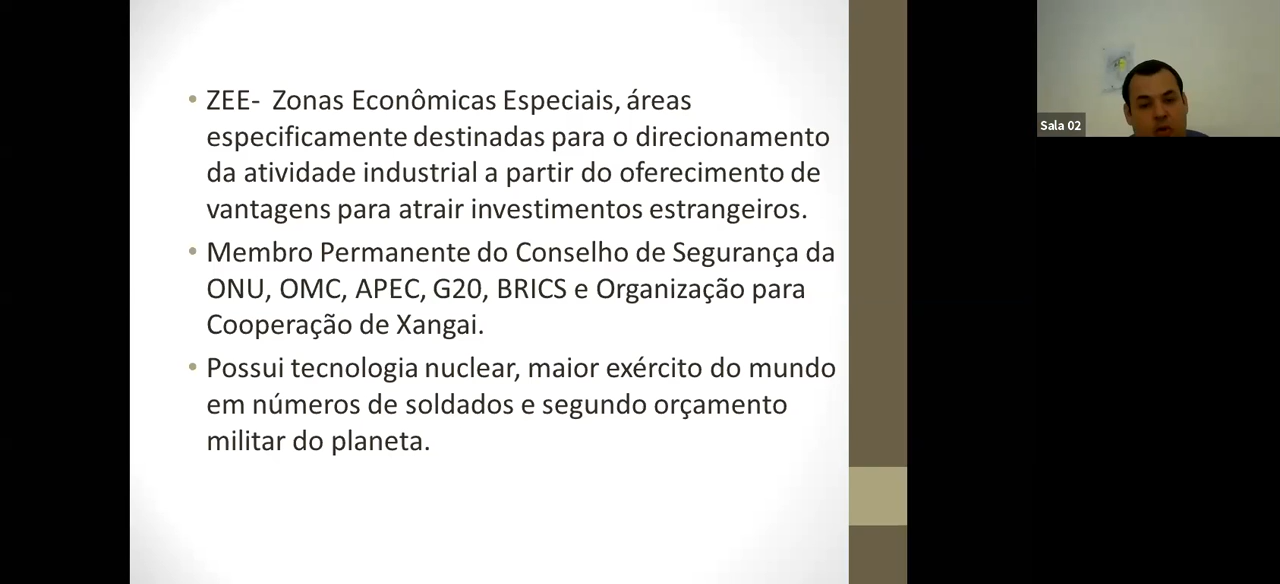 • ZEE-  Zonas Econômicas Especiais, áreas
especificamente destinadas para o direcionamento
da atividade industrial a partir do oferecimento de
vantagens para atrair investimentos estrangeiros.
• Membro Permanente do Conselho de Segurança da
ONU, OMC, APEC, G20, BRICS e Organização para
Cooperação de Xangai.
• Possui tecnologia nuclear, maior exército do mundo
em números de soldados e segundo orçamento
militar do planeta.
Sala 02